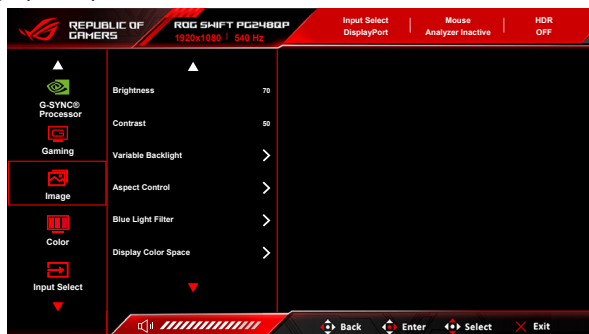 REPUBLIC OF
GAMERS
ROG SWIFT PG248QP
1920x1080 | 540 Hz
Input Select
DisplayPort
Mouse
Analyzer Inactive
HDR
OFF
G-SYNC®
Processor
Gaming
Image
Color
Input Select
Brightness 70
Contrast 50
Variable Backlight
Aspect Control
Blue Light Filter
Display Color Space
Back
Enter
Select
Exit